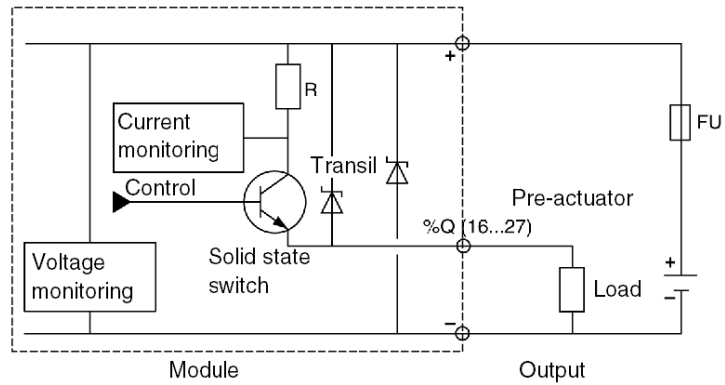 +
R
Current
monitoring
FU
Transil
Control
Pre-actuator
%Q (16...27)
Solid state
switch
Voltage
monitoring
+
Load
−
−
Module
Output